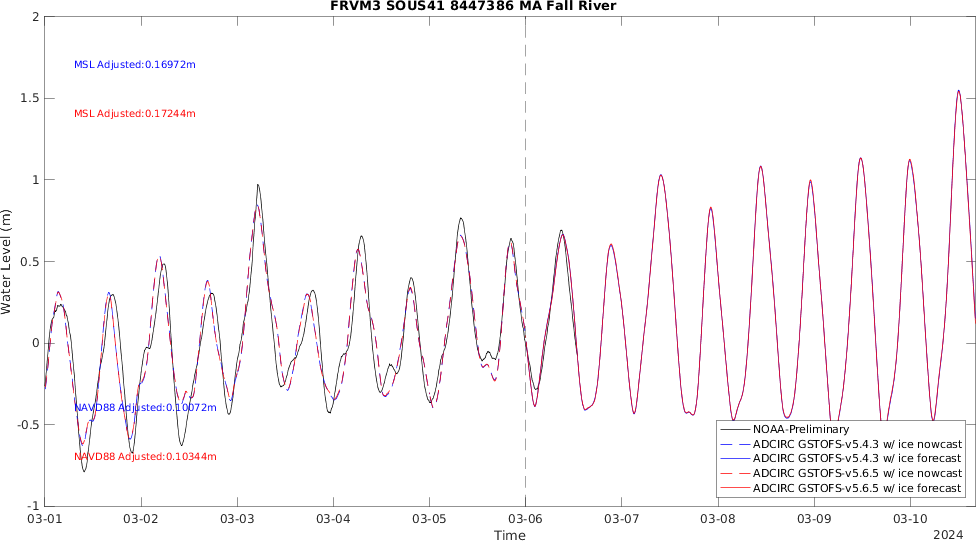 FRVM3 SOUS41 8447386 MA Fall River
2
1.5
1
0.5
0
-0.5
-1
Water Level (m)
MSL Adjusted:0.16972m
MSL Adjusted:0.17244m
NAVD88 Adjusted:0.10072m
NAVD88 Adjusted:0.10344m
NOAA-Preliminary
ADCIRC GSTOFS-v5.4.3 w/ ice nowcast
ADCIRC GSTOFS-v5.4.3 w/ ice forecast
ADCIRC GSTOFS-v5.6.5 w/ ice nowcast
ADCIRC GSTOFS-v5.6.5 w/ ice forecast
03-01 03-02 03-03 03-04 03-05 03-06 03-07 03-08 03-09 03-10
Time
2024